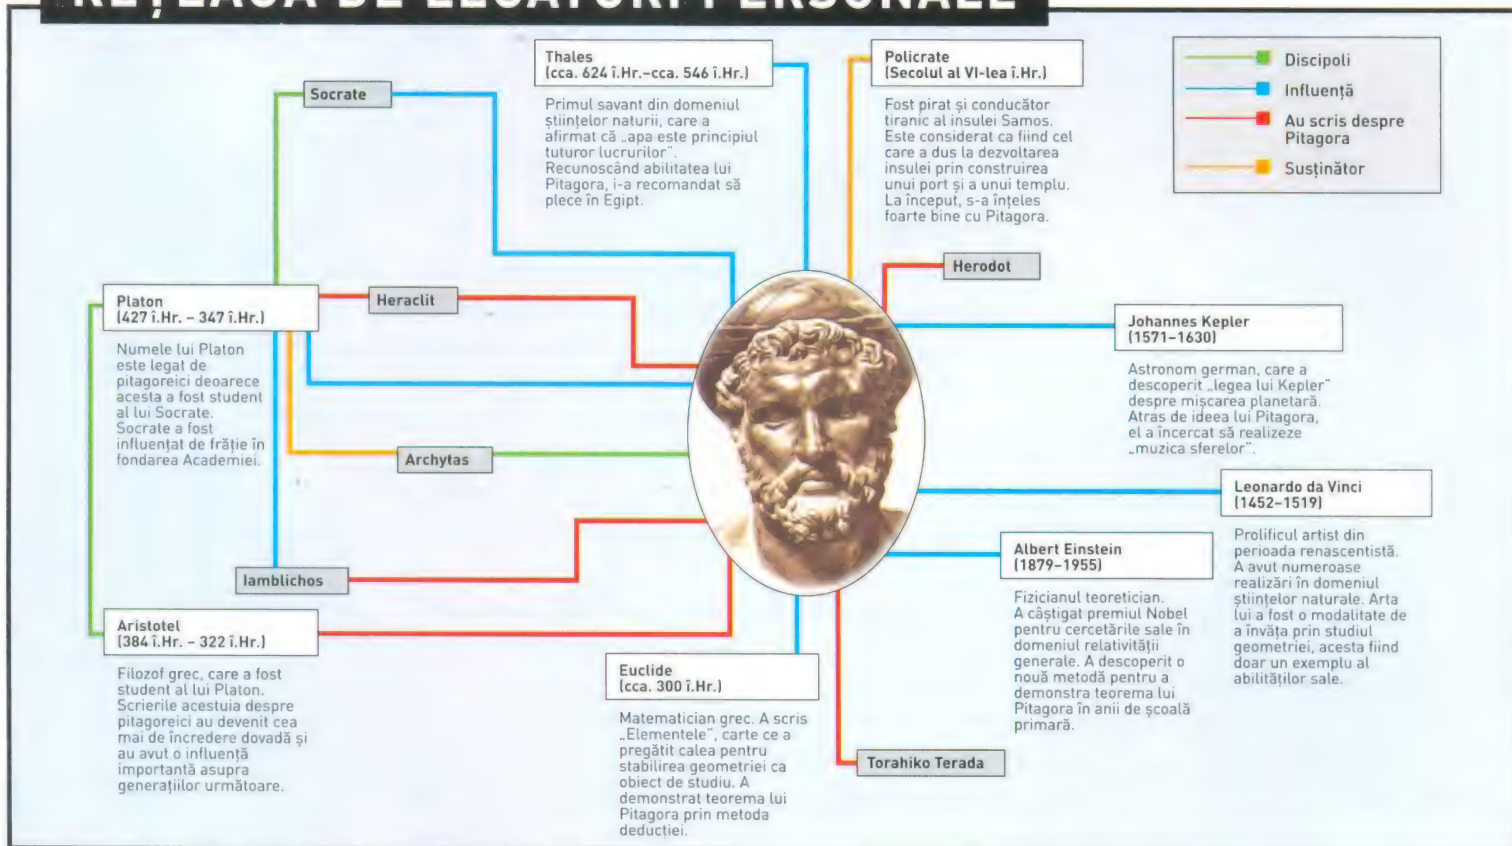 REȚEAUA DE LEGĂTURI PERSONALE
Socrate
Thales
(cca. 624 î.Hr.–cca. 546 î.Hr.)
Primul savant din domeniul
științelor naturii, care a
afirmat că „apa este principiul
tuturor lucrurilor”.
Recunoscând abilitatea lui
Pitagora, i-a recomandat să
plece în Egipt.
Policrate
(Secolul al VI-lea î.Hr.)
Fost pirat și conducător
tiranic al insulei Samos.
Este considerat ca fiind cel
care a dus la dezvoltarea
insulei prin construirea
unui port și a unui templu.
La început, s-a înțeles
foarte bine cu Pitagora.
Discipoli
Influență
Au scris despre
Pitagora
Susținător
Herodot
Platon
(427 î.Hr. – 347 î.Hr.)
Numele lui Platon
este legat de
pitagoreici deoarece
acesta a fost student
al lui Socrate.
Socrate a fost
influențat de frăție în
fondarea Academiei.
Heraclit
Johannes Kepler
(1571–1630)
Astronom german, care a
descoperit „legea lui Kepler”
despre mișcarea planetară.
Atras de ideea lui Pitagora,
el a încercat să realizeze
„muzica sferelor”.
Archytas
Leonardo da Vinci
(1452–1519)
Prolificul artist din
perioada renascentistă.
A avut numeroase
realizări în domeniul
științelor naturale. Arta
lui a fost o modalitate de
a învăța prin studiul
geometriei, acesta fiind
doar un exemplu al
abilităților sale.
Albert Einstein
(1879–1955)
Fizicianul teoretician.
A câștigat premiul Nobel
pentru cercetările sale în
domeniul relativității
generale. A descoperit o
nouă metodă pentru a
demonstra teorema lui
Pitagora în anii de școală
primară.
Iamblichos
Aristotel
(384 î.Hr. – 322 î.Hr.)
Filozof grec, care a fost
student al lui Platon.
Scrierile acestuia despre
pitagoreici au devenit cea
mai de încredere dovadă și
au avut o influență
importantă asupra
generațiilor următoare.
Euclide
(cca. 300 î.Hr.)
Matematician grec. A scris
„Elementele”, carte ce a
pregătit calea pentru
stabilirea geometriei ca
obiect de studiu. A
demonstrat teorema lui
Pitagora prin metoda
deducției.
Torahiko Terada